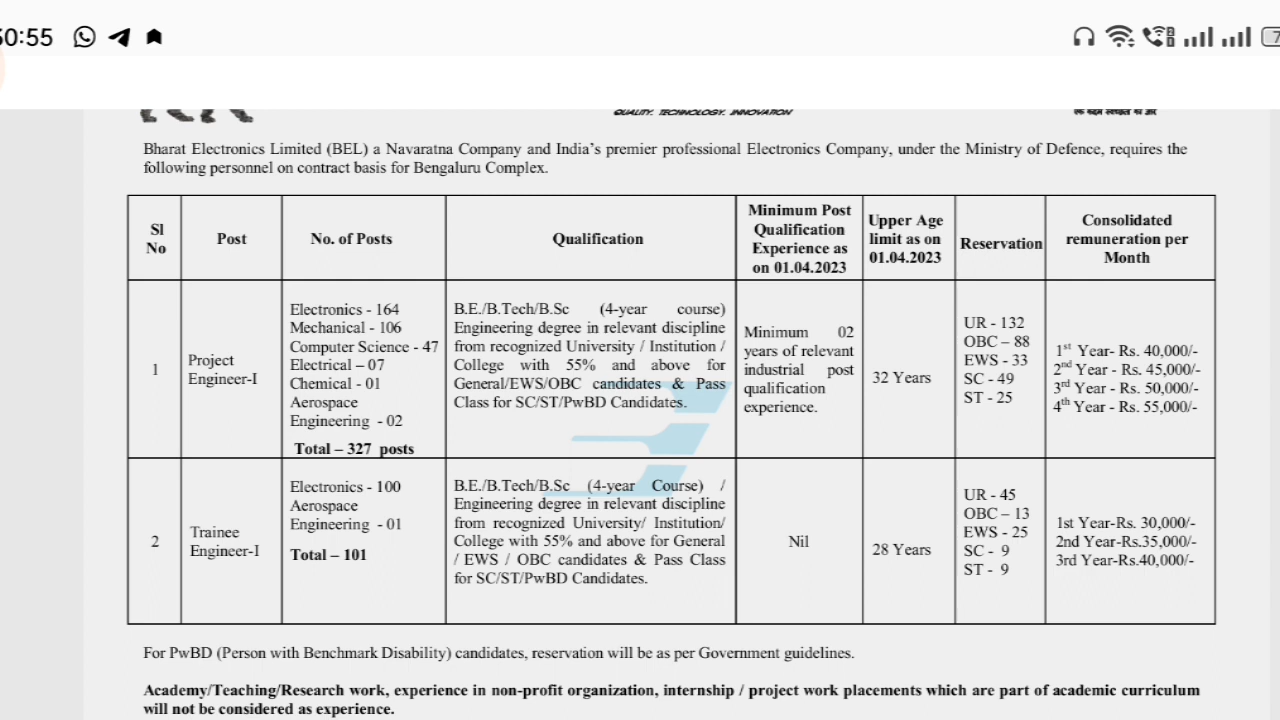 50:55
QUALITY. TECHNOLOGY. INNOVATION
Bharat Electronics Limited (BEL) a Navaratna Company and India's premier professional Electronics Company, under the Ministry of Defence, requires the
following personnel on contract basis for Bengaluru Complex.
Sl No
Post
No. of Posts
Qualification
Minimum Post
Qualification
Experience as
on 01.04.2023
Upper Age
limit as on
01.04.2023
Reservation
Consolidated
remuneration per
Month
1
Project
Engineer-I
Electronics - 164
Mechanical - 106
Computer Science - 47
Electrical – 07
Chemical - 01
Aerospace
Engineering - 02
Total – 327 posts
B.E./B.Tech/B.Sc (4-year course)
Engineering degree in relevant discipline
from recognized University / Institution /
College with 55% and above for
General/EWS/OBC candidates & Pass
Class for SC/ST/PwBD Candidates.
Minimum 02
years of relevant
industrial post
qualification
experience.
32 Years
UR - 132
OBC – 88
EWS - 33
SC - 49
ST - 25
1st Year- Rs. 40,000/-
2nd Year - Rs. 45,000/-
3rd Year - Rs. 50,000/-
4th Year - Rs. 55,000/-
2
Trainee
Engineer-I
Electronics - 100
Aerospace
Engineering - 01
Total – 101
B.E./B.Tech/B.Sc (4-year Course) /
Engineering degree in relevant discipline
from recognized University/ Institution/
College with 55% and above for General
/ EWS / OBC candidates & Pass Class
for SC/ST/PwBD Candidates.
Nil
28 Years
UR - 45
OBC – 13
EWS - 25
SC - 9
ST - 9
1st Year-Rs. 30,000/-
2nd Year-Rs.35,000/-
3rd Year-Rs.40,000/-
For PwBD (Person with Benchmark Disability) candidates, reservation will be as per Government guidelines.
Academy/Teaching/Research work, experience in non-profit organization, internship / project work placements which are part of academic curriculum
will not be considered as experience.